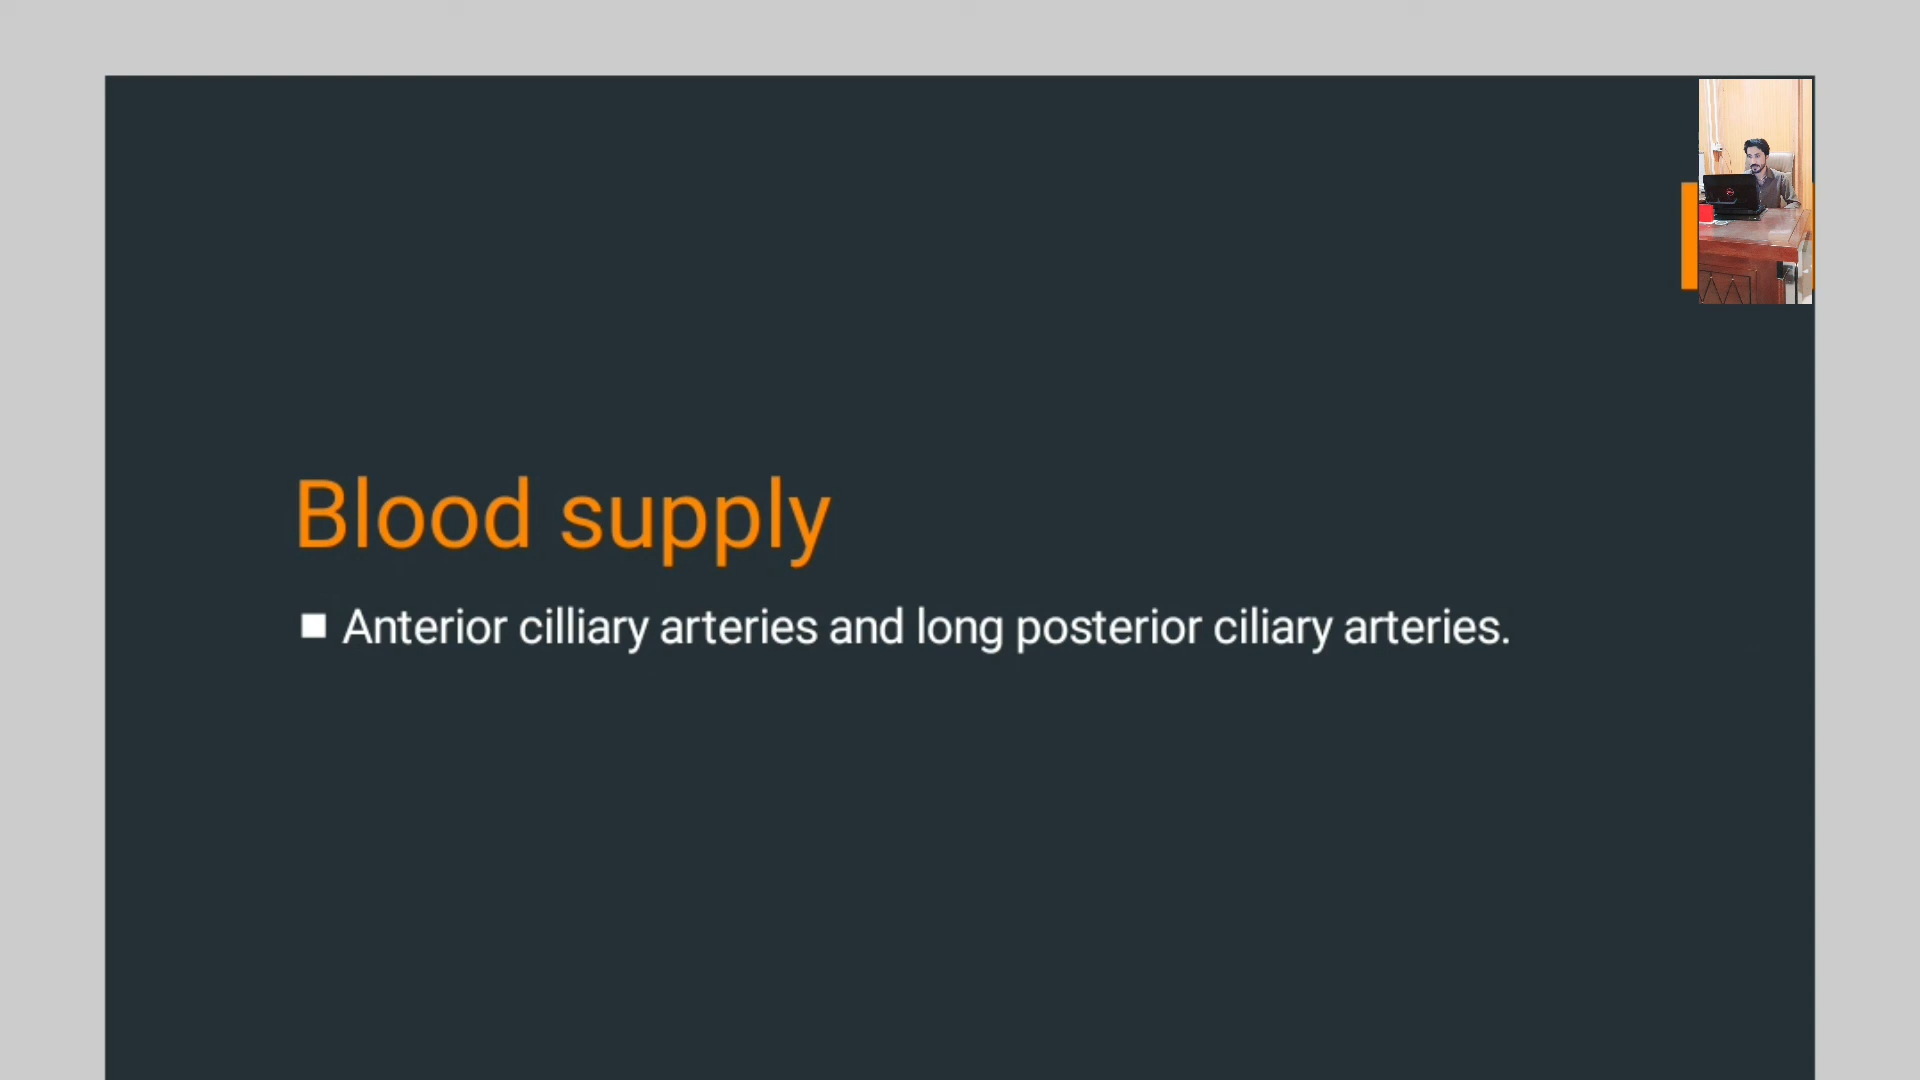 Blood supply
■ Anterior cilliary arteries and long posterior ciliary arteries.